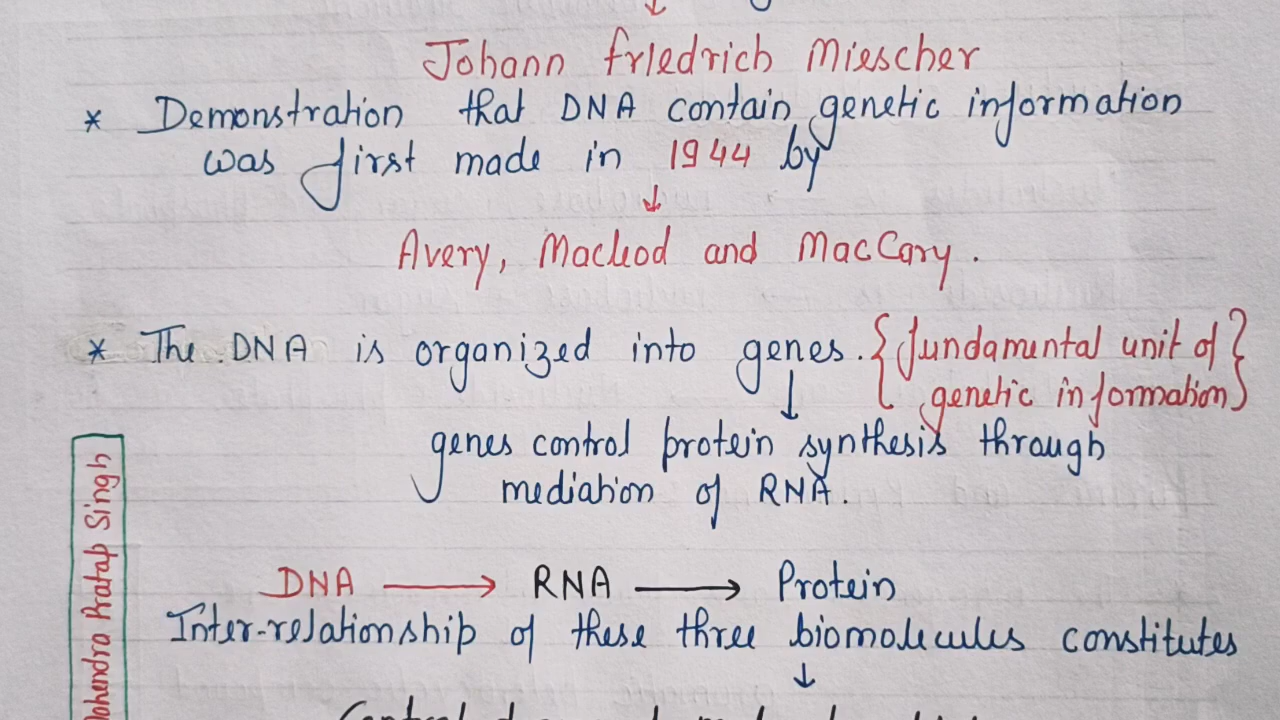 Johann Friedrich Miescher
* Demonstration that DNA contain genetic information
was first made in 1944 by
↓
Avery, Macleod and MacCary.
* The DNA is organized into genes. {fundamental unit of
genetic information}
↓
genes control protein synthesis through
mediation of RNA.
DNA → RNA → Protein
Inter-relationship of these three biomolecules constitutes
↓
Pratap Singh